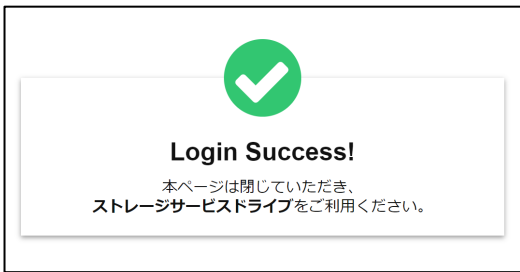 Login Success!
本ページは閉じていただき、
ストレージサービスドライブをご利用ください。